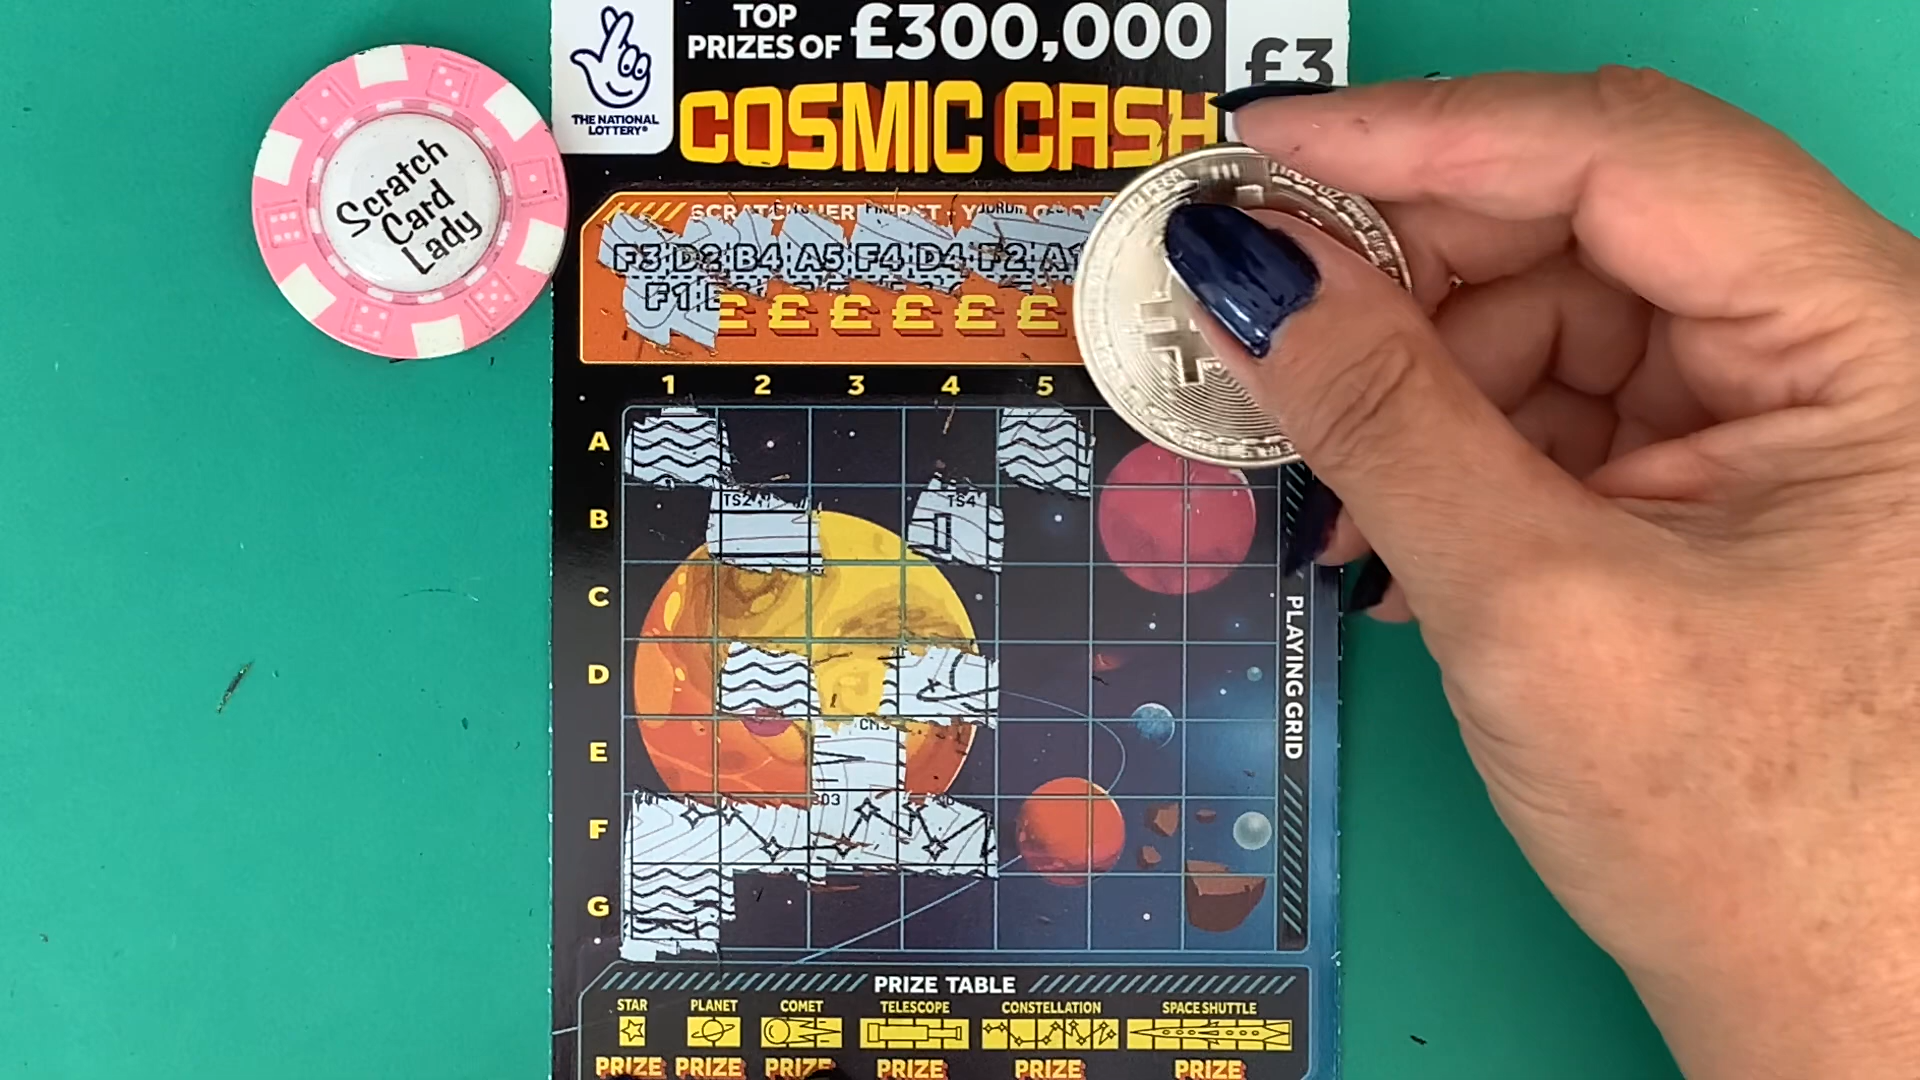 TOP
PRIZES OF £300,000
£3
COSMIC CASH
THE NATIONAL
LOTTERY®
Scratch
Card
Lady
F3 D2 B4 A5 F4 D4 F2 A1
F1
£ £ £ £ £ £
1 2 3 4 5
A
B
TS2
TS4
C
D
E
F
G
PLAYING GRID
PRIZE TABLE
STAR PLANET COMET TELESCOPE CONSTELLATION SPACE SHUTTLE
PRIZE PRIZE PRIZE PRIZE PRIZE PRIZE